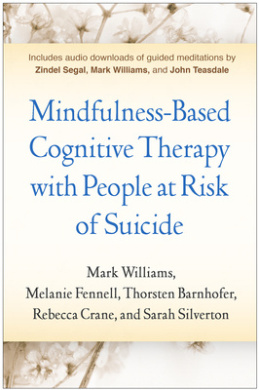 Includes audio downloads of guided meditations by
Zindel Segal, Mark Williams, and John Teasdale
Mindfulness-Based
Cognitive Therapy
with People at Risk
of Suicide
Mark Williams,
Melanie Fennell, Thorsten Barnhofer,
Rebecca Crane, and Sarah Silverton